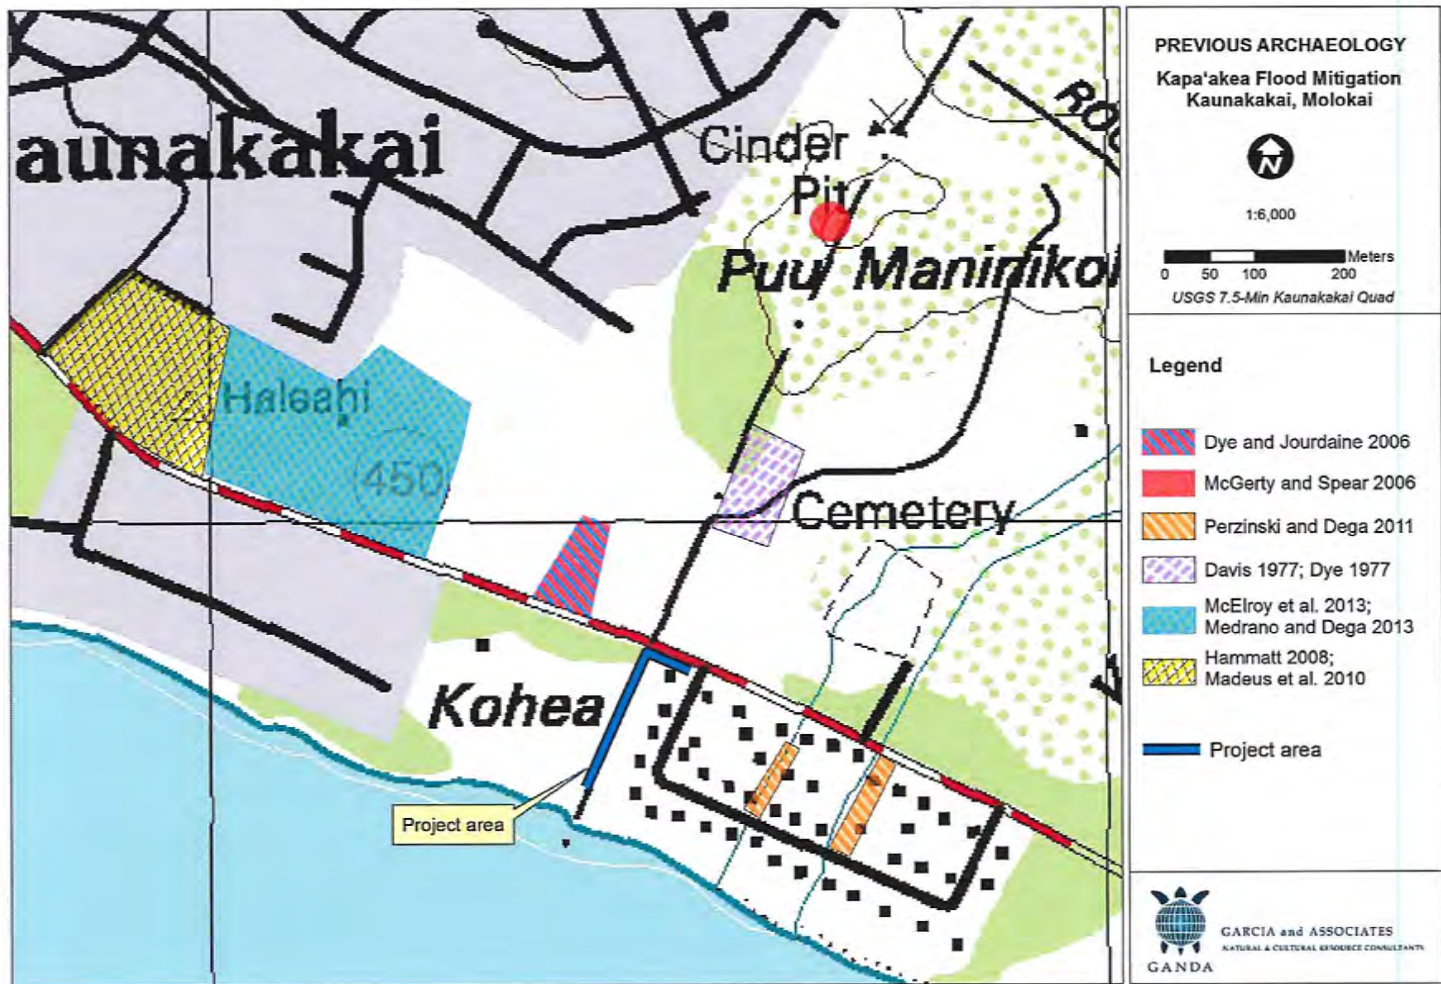 aunakakai
Cinder
Pit
Puu Maninikol
Haleahi
450
Cemetery
Kohea
Project area
PREVIOUS ARCHAEOLOGY
Kapa‘akea Flood Mitigation
Kaunakakai, Molokai
N
1:6,000
Meters
0 50 100 200
USGS 7.5-Min Kaunakakai Quad
Legend
Dye and Jourdaine 2006
McGerty and Spear 2006
Perzinski and Dega 2011
Davis 1977; Dye 1977
McElroy et al. 2013;
Medrano and Dega 2013
Hammatt 2008;
Madeus et al. 2010
Project area
GARCIA and ASSOCIATES
NATURAL & CULTURAL RESOURCE CONSULTANTS
GANDA